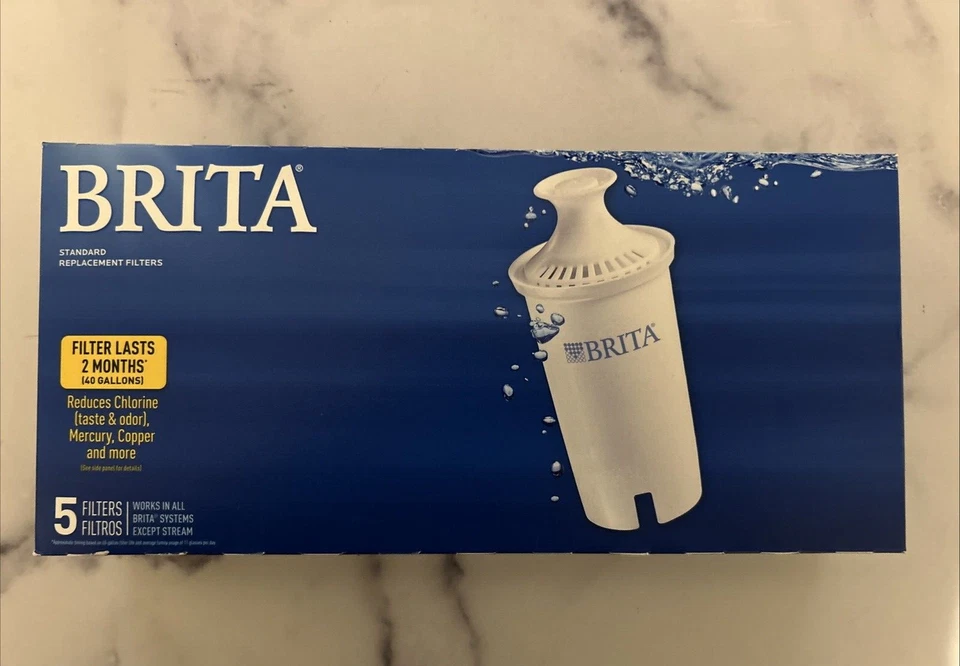 BRITA®
STANDARD
REPLACEMENT FILTERS
FILTER LASTS
2 MONTHS*
(40 GALLONS)
Reduces Chlorine
(taste & odor),
Mercury, Copper
and more
(See side panel for details)
5 FILTERS
FILTROS
WORKS IN ALL
BRITA® SYSTEMS
EXCEPT STREAM
BRITA®